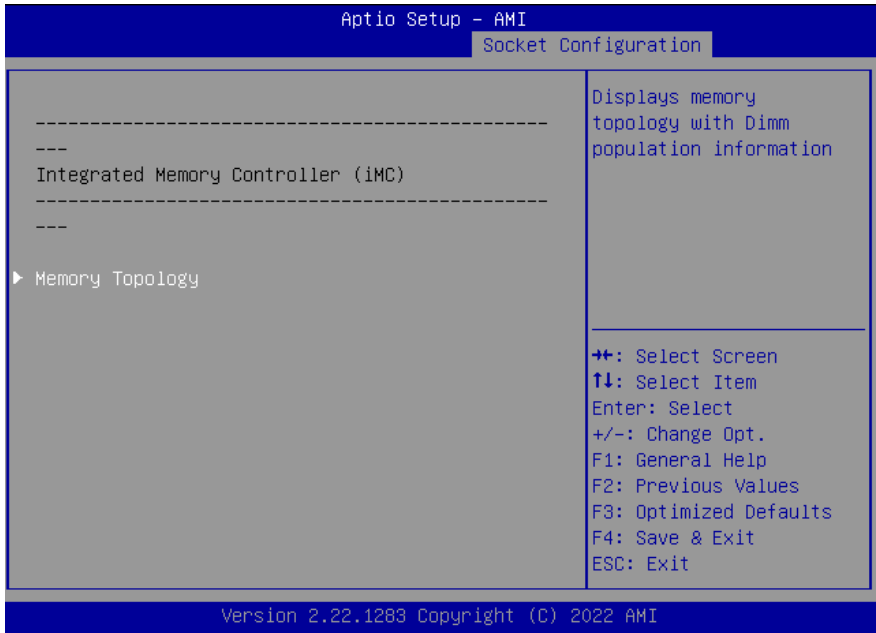 Aptio Setup – AMI
Socket Configuration
-----------------------------------------------
---
Integrated Memory Controller (iMC)
-----------------------------------------------
---
▶ Memory Topology
Displays memory
topology with Dimm
population information
→←: Select Screen
↑↓: Select Item
Enter: Select
+/-: Change Opt.
F1: General Help
F2: Previous Values
F3: Optimized Defaults
F4: Save & Exit
ESC: Exit
Version 2.22.1283 Copyright (C) 2022 AMI